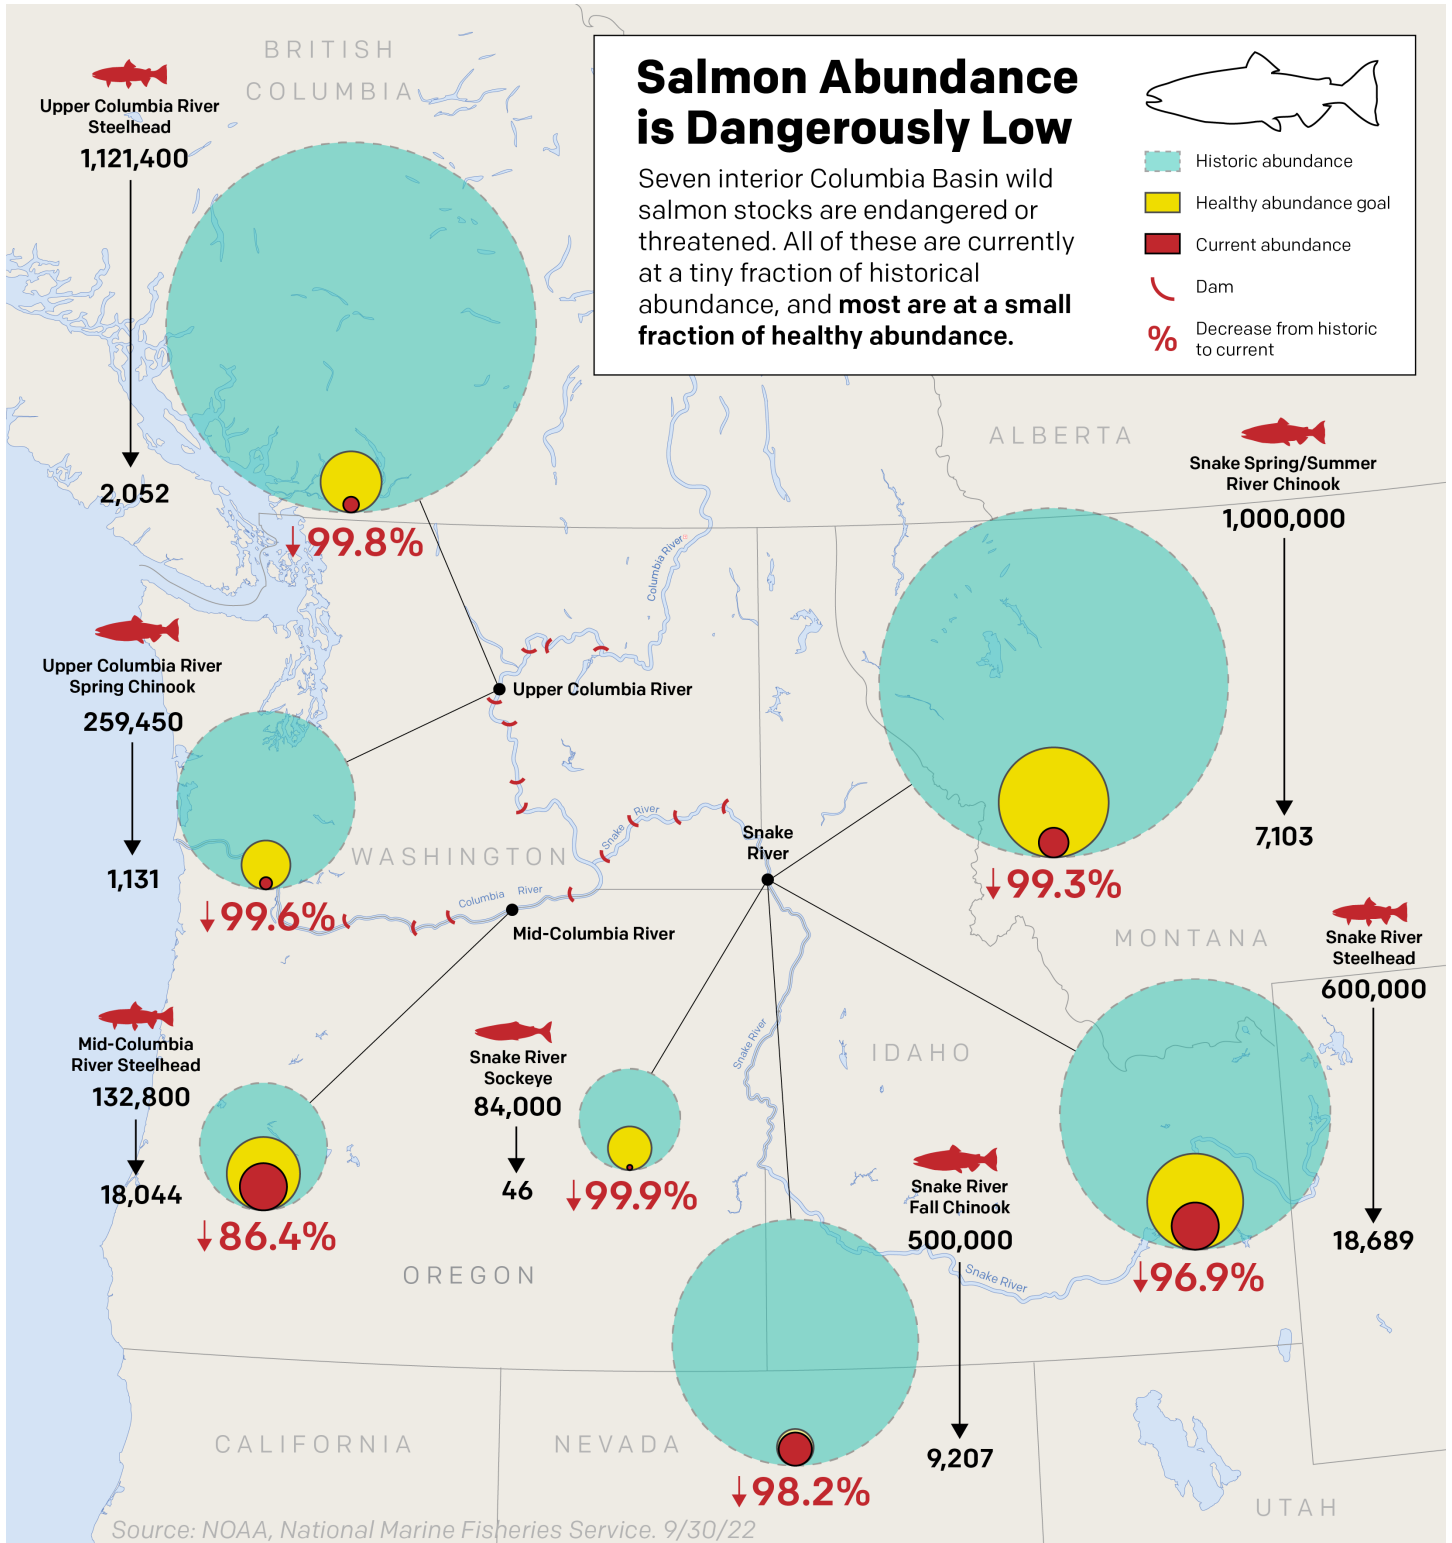 BRITISH
COLUMBIA
Upper Columbia River
Steelhead
1,121,400
2,052
↓99.8%
Salmon Abundance
is Dangerously Low
Seven interior Columbia Basin wild
salmon stocks are endangered or
threatened. All of these are currently
at a tiny fraction of historical
abundance, and most are at a small
fraction of healthy abundance.
Historic abundance
Healthy abundance goal
Current abundance
Dam
% Decrease from historic
to current
ALBERTA
Snake Spring/Summer
River Chinook
1,000,000
7,103
↓99.3%
Columbia River
Upper Columbia River
Spring Chinook
259,450
1,131
↓99.6%
Upper Columbia River
WASHINGTON
Snake River
Snake
River
Columbia River
Mid-Columbia River
MONTANA
Snake River
Steelhead
600,000
18,689
↓96.9%
Mid-Columbia
River Steelhead
132,800
18,044
↓86.4%
Snake River
Sockeye
84,000
46
↓99.9%
Snake River
IDAHO
Snake River
Fall Chinook
500,000
9,207
↓98.2%
Snake River
OREGON
CALIFORNIA
NEVADA
UTAH
Source: NOAA, National Marine Fisheries Service. 9/30/22